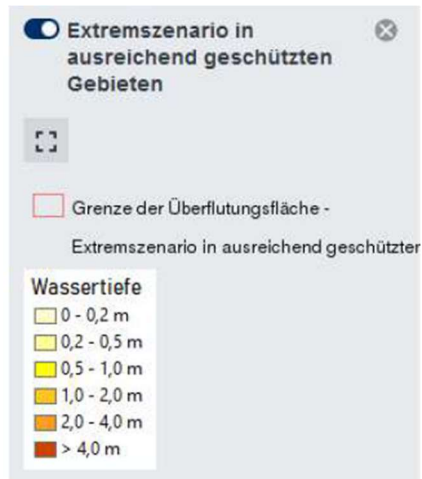 Extremszenario in
ausreichend geschützten
Gebieten
Grenze der Überflutungsfläche -
Extremszenario in ausreichend geschützter
Wassertiefe
0 - 0,2 m
0,2 - 0,5 m
0,5 - 1,0 m
1,0 - 2,0 m
2,0 - 4,0 m
> 4,0 m